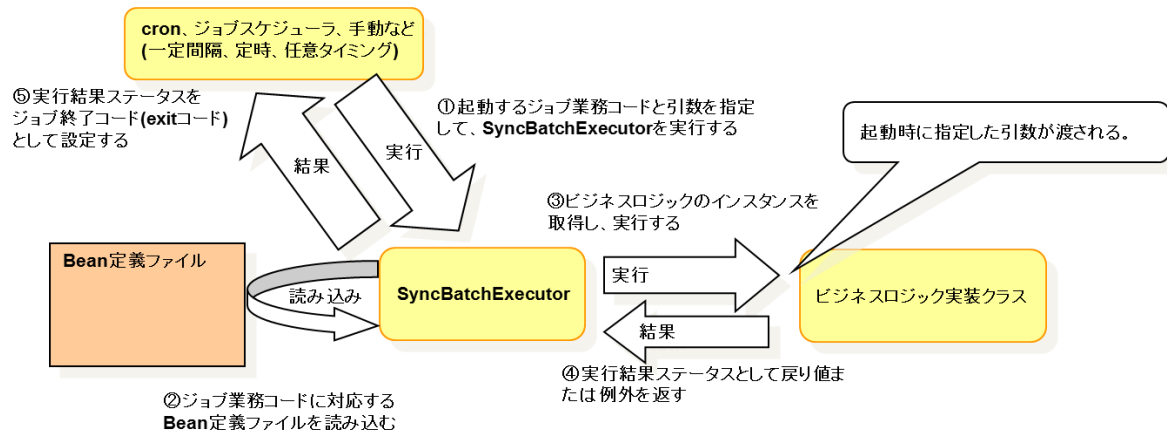 cron、ジョブスケジューラ、手動など
(一定間隔、定時、任意タイミング)
⑤実行結果ステータスを
ジョブ終了コード(exitコード)
として設定する
①起動するジョブ業務コードと引数を指定
して、SyncBatchExecutorを実行する
起動時に指定した引数が渡される。
結果
実行
③ビジネスロジックのインスタンスを
取得し、実行する
Bean定義ファイル
読み込み
SyncBatchExecutor
実行
結果
ビジネスロジック実装クラス
④実行結果ステータスとして戻り値ま
たは例外を返す
②ジョブ業務コードに対応する
Bean定義ファイルを読み込む